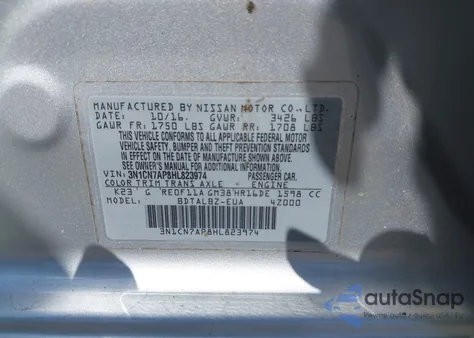 MANUFACTURED BY NISSAN MOTOR CO., LTD.
DATE: 10/16 GVWR: 3426 LBS
GAWR FR: 1750 LBS GAWR RR: 1708 LBS
THIS VEHICLE CONFORMS TO ALL APPLICABLE FEDERAL MOTOR
VEHICLE SAFETY, BUMPER AND THEFT PREVENTION STANDARDS
IN EFFECT ON THE DATE OF MANUFACTURE SHOWN ABOVE.
SEE OWNER'S MANUAL FOR ADDITIONAL INFORMATION.
VIN: 3N1CN7AP8HL823974 PASSENGER CAR.
COLOR TRIM TRANS AXLE ENGINE
K23 G RE0F11A GM38 HR16DE 1598 CC
MODEL: BDTALBZ-EUA 4Z000
3N1CN7AP8HL823974
autoSnap